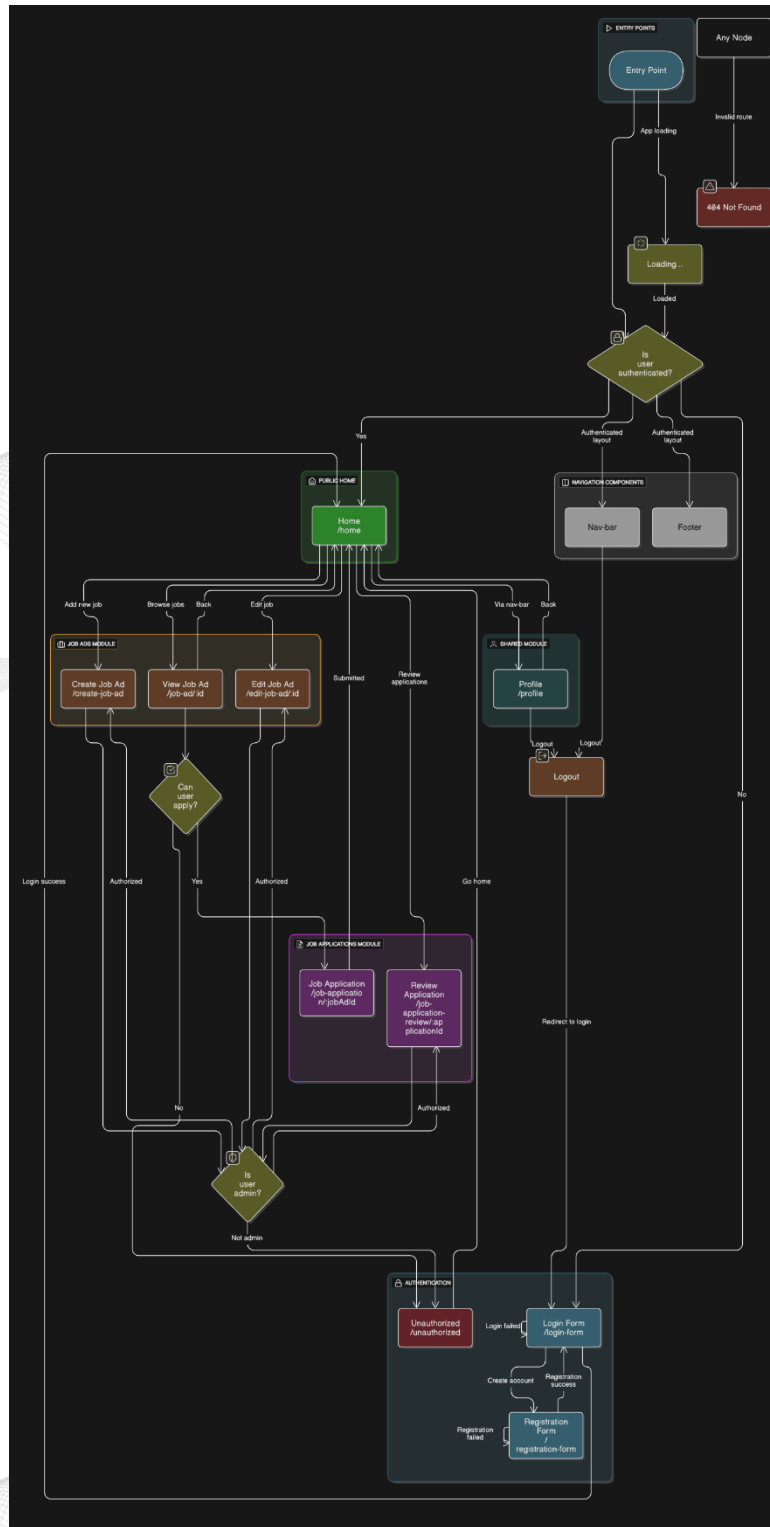 ENTRY POINTS
Any Node
Entry Point
App loading
Invalid route
404 Not Found
Loading...
Loaded
Is
user
authenticated?
Yes
Authenticated
layout
Authenticated
layout
PUBLIC HOME
NAVIGATION COMPONENTS
Home
/home
Nav-bar
Footer
Add new job
Browse jobs
Back
Edit job
Via nav-bar
Back
JOB ADS MODULE
SHARED MODULE
Create Job Ad
/create-job-ad
View Job Ad
/job-ad/:id
Edit Job Ad
/edit-job-ad/:id
Submitted
Review
applications
Profile
/profile
Logout
Logout
Logout
Can
user
apply?
No
Login success
Authorized
Yes
Authorized
Go home
JOB APPLICATIONS MODULE
Job Application
/job-applicatio
n/:jobAdId
Review
Application
/job-
application-
review/:ap
plicationId
Redirect to login
No
Authorized
Is
user
admin?
Not admin
AUTHENTICATION
Unauthorized
/unauthorized
Login failed
Login Form
/login-form
Create account
Registration
success
Registration
failed
Registration
Form
/
registration-form